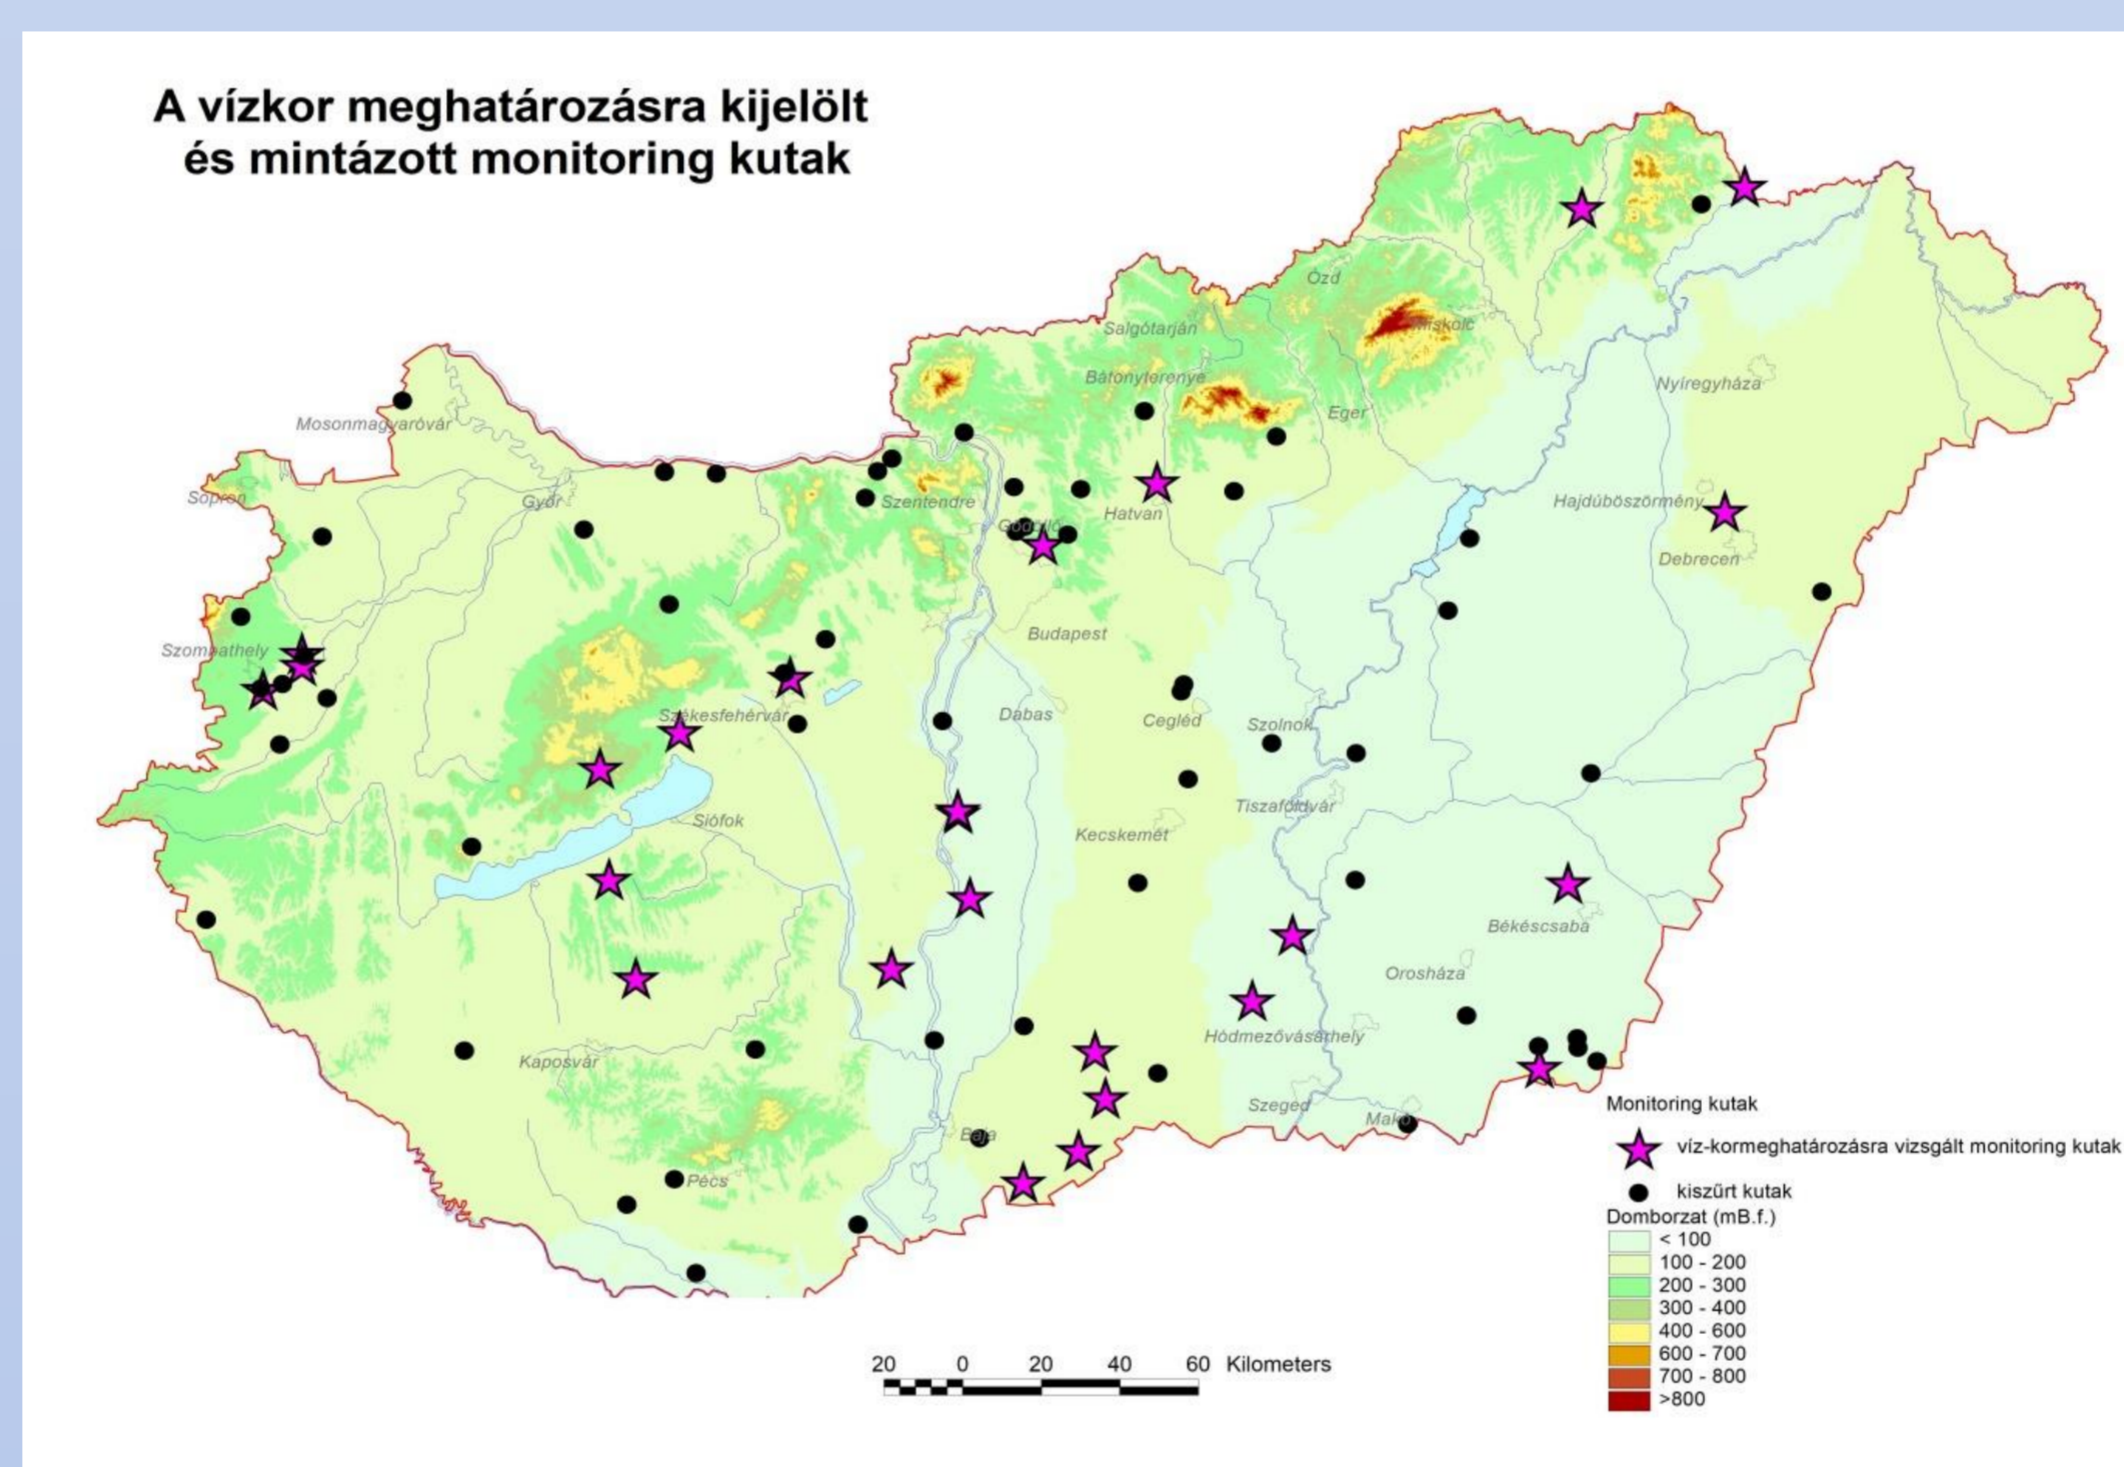 A vízkor meghatározásra kijelölt
és mintázott monitoring kutak
Ózd
Salgótarján
Miskolc
Bátonyterenye
Nyíregyháza
Eger
Mosonmagyaróvár
Sopron
Győr
Szentendre
Hatvan
Hajdúböszörmény
Gödöllő
Debrecen
Budapest
Szombathely
Székesfehérvár
Dabas
Cegléd
Szolnok
Siófok
Tiszaföldvár
Kecskemét
Békéscsaba
Orosháza
Hódmezővásárhely
Kaposvár
Szeged
Makó
Baja
Pécs
Monitoring kutak
víz-kormeghatározásra vizsgált monitoring kutak
kiszűrt kutak
Domborzat (mB.f.)
< 100
100 - 200
200 - 300
300 - 400
400 - 600
600 - 700
700 - 800
>800
20 0 20 40 60 Kilometers